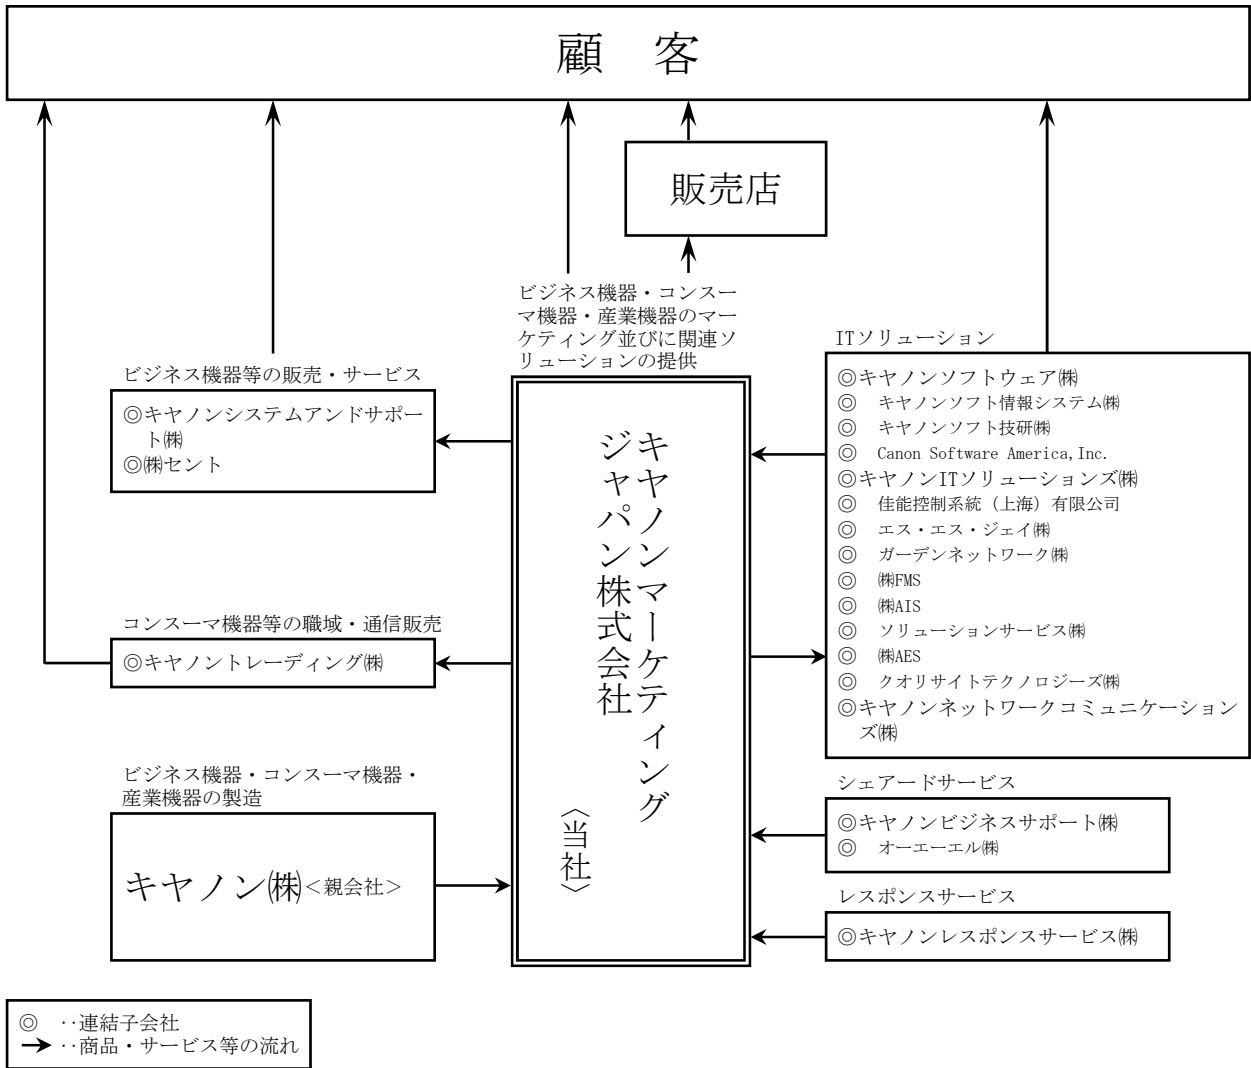 顧　客
販売店
ビジネス機器・コンスー
マ機器・産業機器のマー
ケティング並びに関連ソ
リューションの提供
ITソリューション
ビジネス機器等の販売・サービス
◎キヤノンシステムアンドサポー
ト㈱
◎㈱セント
コンスーマ機器等の職域・通信販売
◎キヤノントレーディング㈱
ビジネス機器・コンスーマ機器・
産業機器の製造
キヤノン㈱<親会社>
キヤノンマーケティング
ジャパン株式会社
〈当社〉
◎キヤノンソフトウェア㈱
◎　キヤノンソフト情報システム㈱
◎　キヤノンソフト技研㈱
◎　Canon Software America,Inc.
◎キヤノンITソリューションズ㈱
◎　佳能控制系統（上海）有限公司
◎　エス・エス・ジェイ㈱
◎　ガーデンネットワーク㈱
◎　㈱FMS
◎　㈱AIS
◎　ソリューションサービス㈱
◎　㈱AES
◎　クオリサイトテクノロジーズ㈱
◎キヤノンネットワークコミュニケーション
ズ㈱
シェアードサービス
◎キヤノンビジネスサポート㈱
◎　オーエーエル㈱
レスポンスサービス
◎キヤノンレスポンスサービス㈱
◎　‥連結子会社
→　‥商品・サービス等の流れ